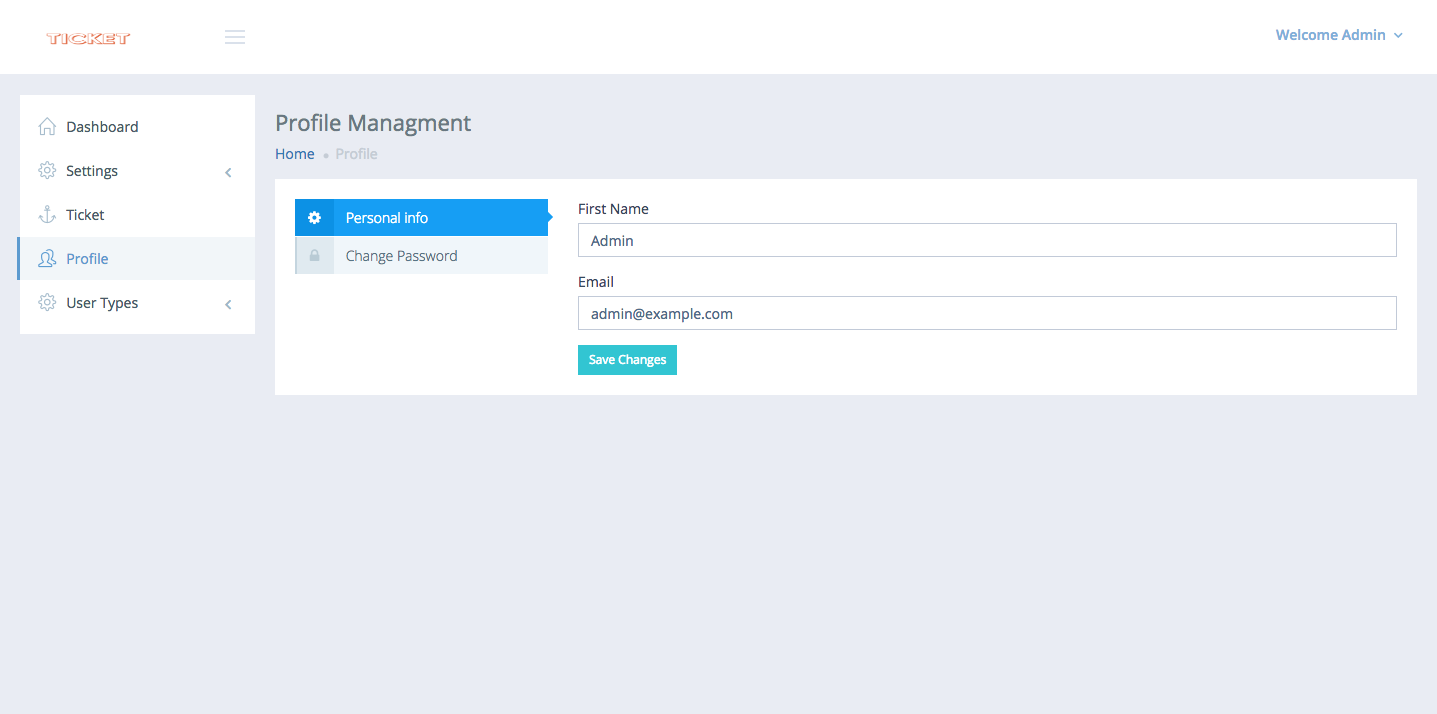 TICKET
Welcome Admin
Dashboard
Settings
Ticket
Profile
User Types
Profile Managment
Home Profile
Personal info
Change Password
First Name
Admin
Email
admin@example.com
Save Changes